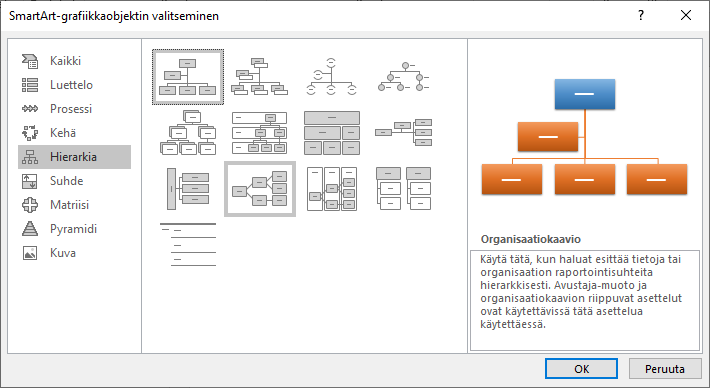 SmartArt-grafiikkaobjektin valitseminen
Kaikki
Luettelo
Prosessi
Kehä
Hierarkia
Suhde
Matriisi
Pyramidi
Kuva
Organisaatiokaavio
Käytä tätä, kun haluat esittää tietoja tai
organisaation raportointisuhteita
hierarkkisesti. Avustaja-muoto ja
organisaatiokaavion riippuvat asettelut
ovat käytettävissä tätä asettelua
käytettäessä.
OK
Peruuta